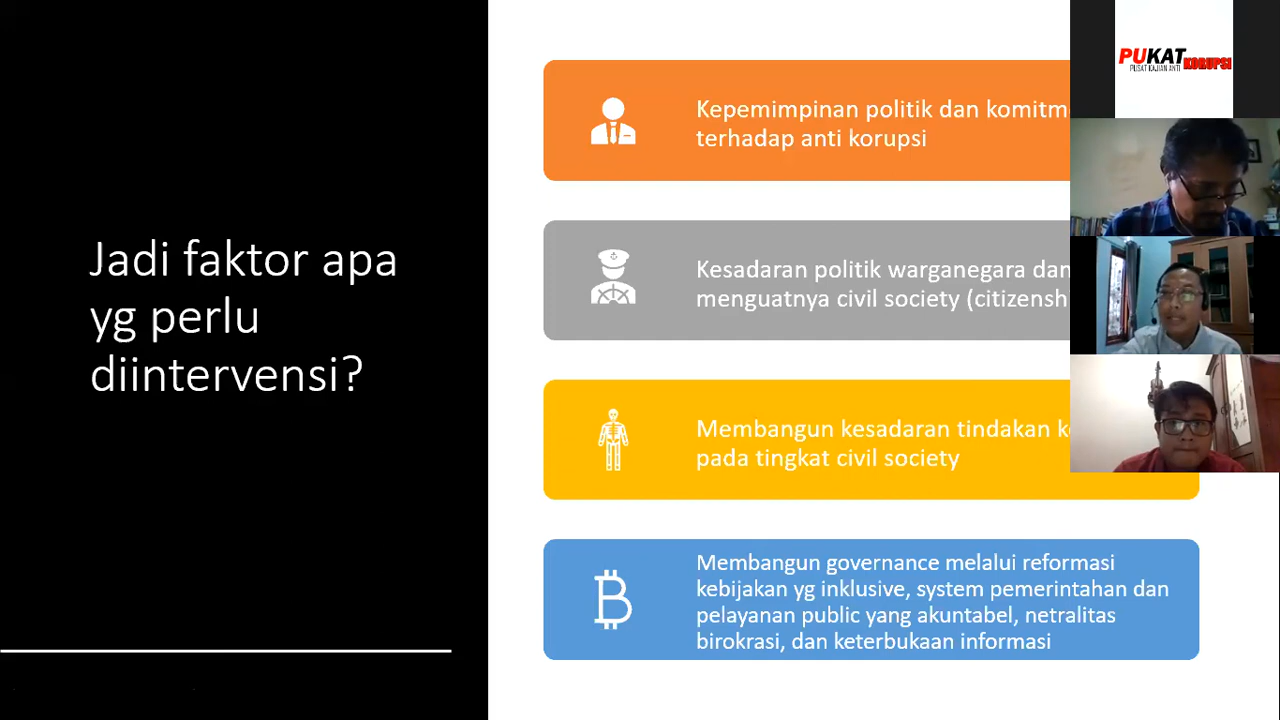 Jadi faktor apa
yg perlu
diintervensi?
Kepemimpinan politik dan
terhadap anti korupsi
Kesadaran politik warganegara dan
menguatnya civil society
Membangun kesadaran tindakan
pada tingkat civil society
Membangun governance melalui reformasi
kebijakan yg inklusive, system pemerintahan dan
pelayanan public yang akuntabel, netralitas
birokrasi, dan keterbukaan informasi
PUKAT
PUSAT KAJIAN ANTI KORUPSI